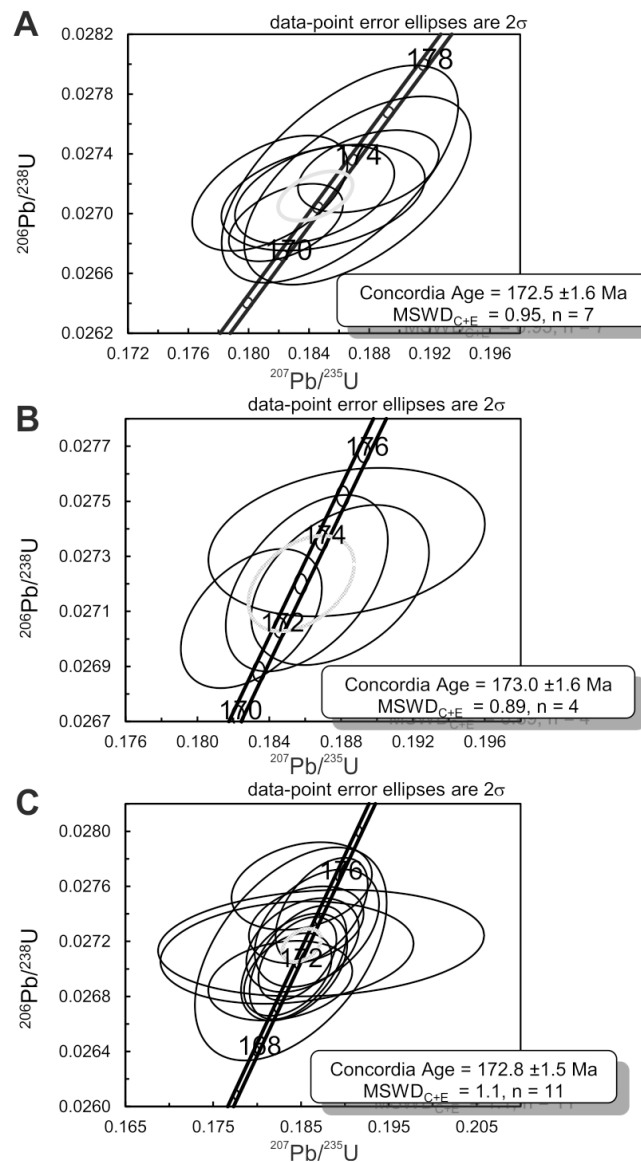 A
data-point error ellipses are 2σ
0.0282
178
0.0278
0.0274
174
0.0270
170
0.0266
0.0262
206Pb/238U
Concordia Age = 172.5 ±1.6 Ma
MSWDC+E = 0.95, n = 7
0.172 0.176 0.180 0.184 0.188 0.192 0.196
207Pb/235U
B
data-point error ellipses are 2σ
0.0277
176
0.0275
174
0.0273
0.0271
172
0.0269
0.0267
170
206Pb/238U
Concordia Age = 173.0 ±1.6 Ma
MSWDC+E = 0.89, n = 4
0.176 0.180 0.184 0.188 0.192 0.196
207Pb/235U
C
data-point error ellipses are 2σ
0.0280
176
0.0276
0.0272
172
0.0268
0.0264
168
0.0260
206Pb/238U
Concordia Age = 172.8 ±1.5 Ma
MSWDC+E = 1.1, n = 11
0.165 0.175 0.185 0.195 0.205
207Pb/235U